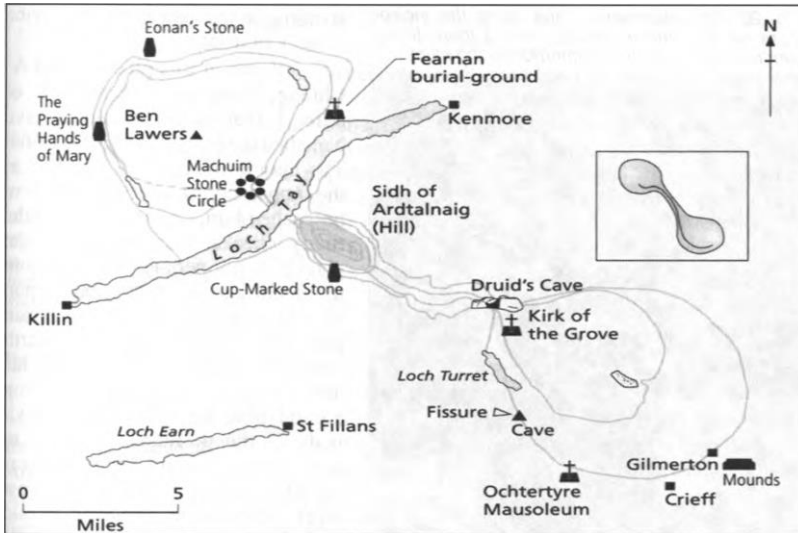 Eonan's Stone
N
Fearnan
burial-ground
Kenmore
The
Praying
Hands
of Mary
Ben
Lawers
Machuim
Stone
Circle
Loch Tay
Sidh of
Ardtalnaig
(Hill)
Cup-Marked Stone
Killin
Druid's Cave
Kirk of
the Grove
Loch Turret
Fissure
Cave
Loch Earn
St Fillans
Gilmerton
Mounds
Crieff
Ochtertyre
Mausoleum
0 5
Miles